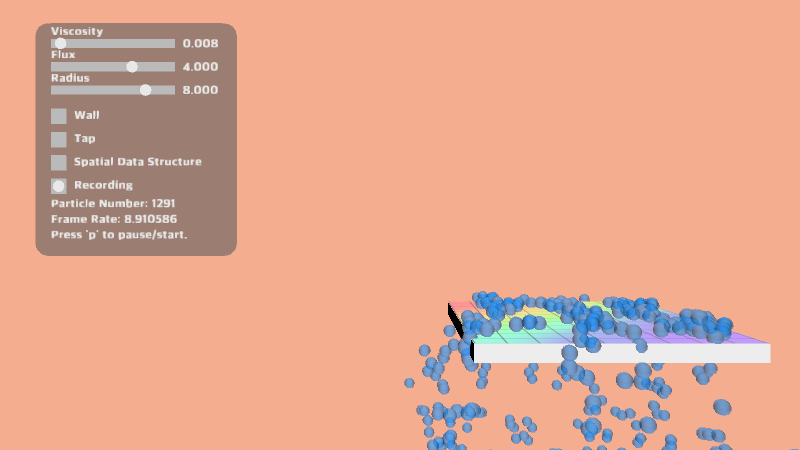 Viscosity
0.008
Flux
4.000
Radius
8.000
Wall
Tap
Spatial Data Structure
Recording
Particle Number: 1291
Frame Rate: 8.910586
Press 'p' to pause/start.